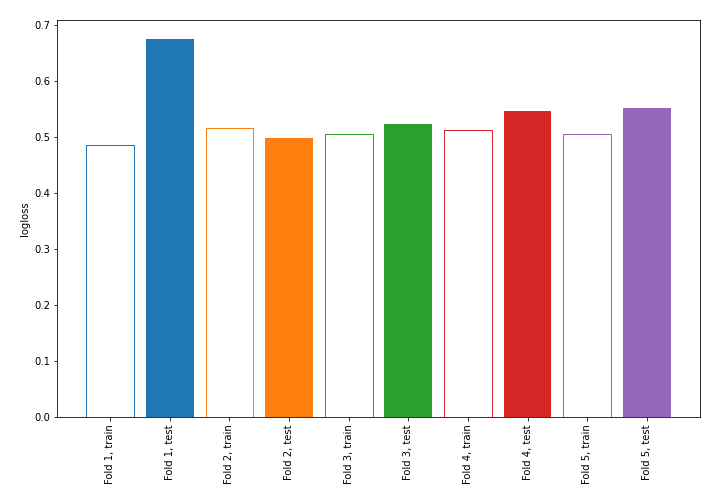 0.7
0.6
0.5
0.4
0.3
0.2
0.1
0.0
logloss
Fold 1, train
Fold 1, test
Fold 2, train
Fold 2, test
Fold 3, train
Fold 3, test
Fold 4, train
Fold 4, test
Fold 5, train
Fold 5, test